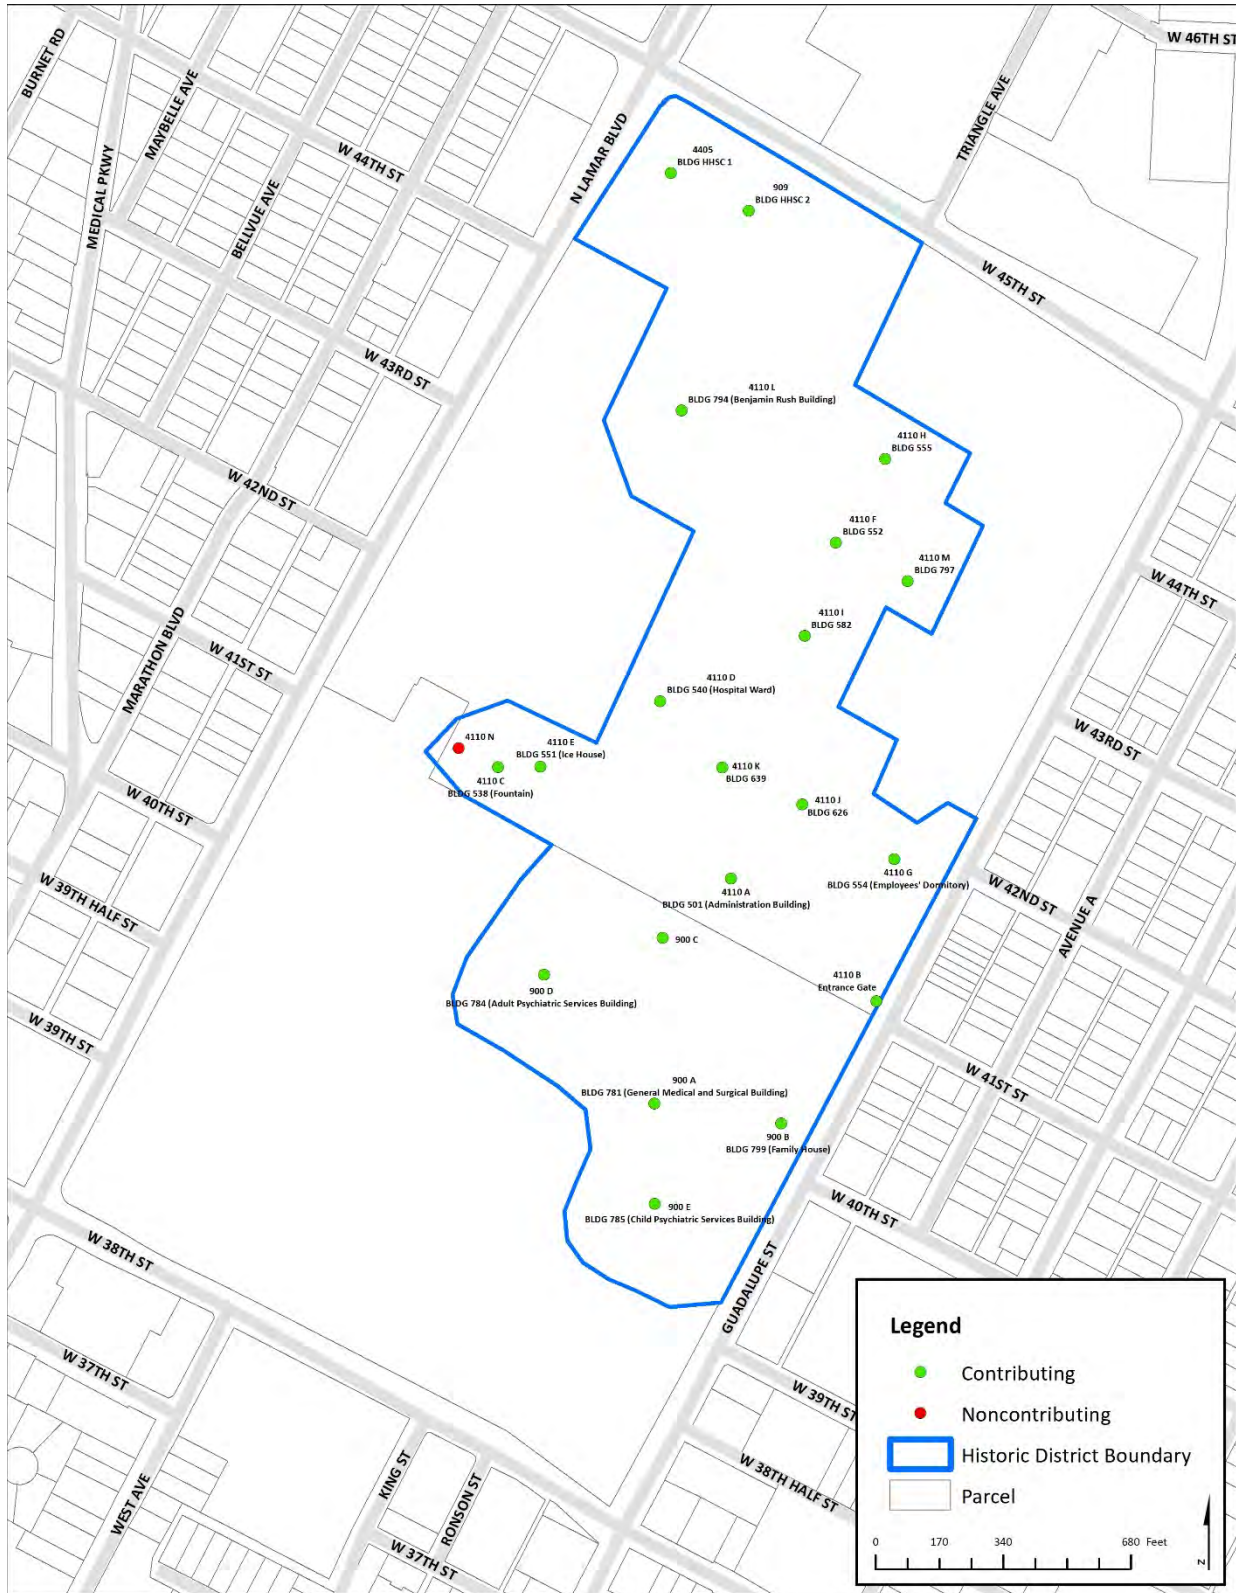 W 46TH ST
BURNET RD
MAYBELLE AVE
TRIANGLE AVE
N LAMAR BLVD
W 44TH ST
MEDICAL PKWY
BELLVUE AVE
4405
BLDG HHSC 1
909
BLDG HHSC 2
W 45TH ST
W 43RD ST
4110 L
BLDG 794 (Benjamin Rush Building)
4110 H
BLDG 555
W 42ND ST
4110 F
BLDG 552
4110 M
BLDG 797
W 44TH ST
4110 I
BLDG 582
MARATHON BLVD
W 41ST ST
4110 D
BLDG 540 (Hospital Ward)
W 43RD ST
4110 N
4110 E
BLDG 551 (Ice House)
4110 C
BLDG 538 (Fountain)
4110 K
BLDG 639
4110 J
BLDG 626
W 40TH ST
4110 G
BLDG 554 (Employees' Dormitory)
4110 A
BLDG 501 (Administration Building)
W 42ND ST
AVENUE A
W 39TH HALF ST
900 C
900 D
BLDG 784 (Adult Psychiatric Services Building)
4110 B
Entrance Gate
W 39TH ST
W 41ST ST
900 A
BLDG 781 (General Medical and Surgical Building)
900 B
BLDG 799 (Family House)
900 E
BLDG 785 (Child Psychiatric Services Building)
W 40TH ST
W 38TH ST
GUADALUPE ST
W 37TH ST
W 39TH ST
W 38TH HALF ST
WEST AVE
KING ST
RONSON ST
W 37TH ST
Legend
Contributing
Noncontributing
Historic District Boundary
Parcel
0 170 340 680 Feet
N